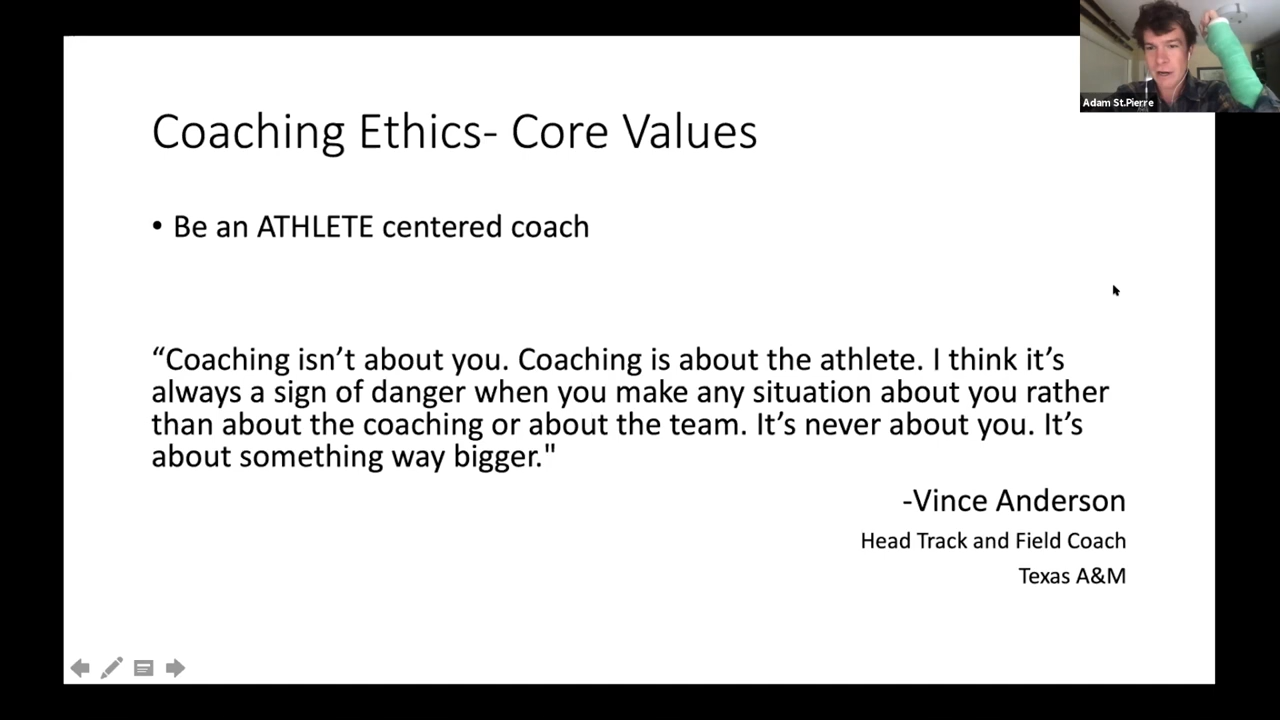 Adam St.Pierre
Coaching Ethics- Core Values
• Be an ATHLETE centered coach
“Coaching isn’t about you. Coaching is about the athlete. I think it’s
always a sign of danger when you make any situation about you rather
than about the coaching or about the team. It’s never about you. It’s
about something way bigger."
-Vince Anderson
Head Track and Field Coach
Texas A&M